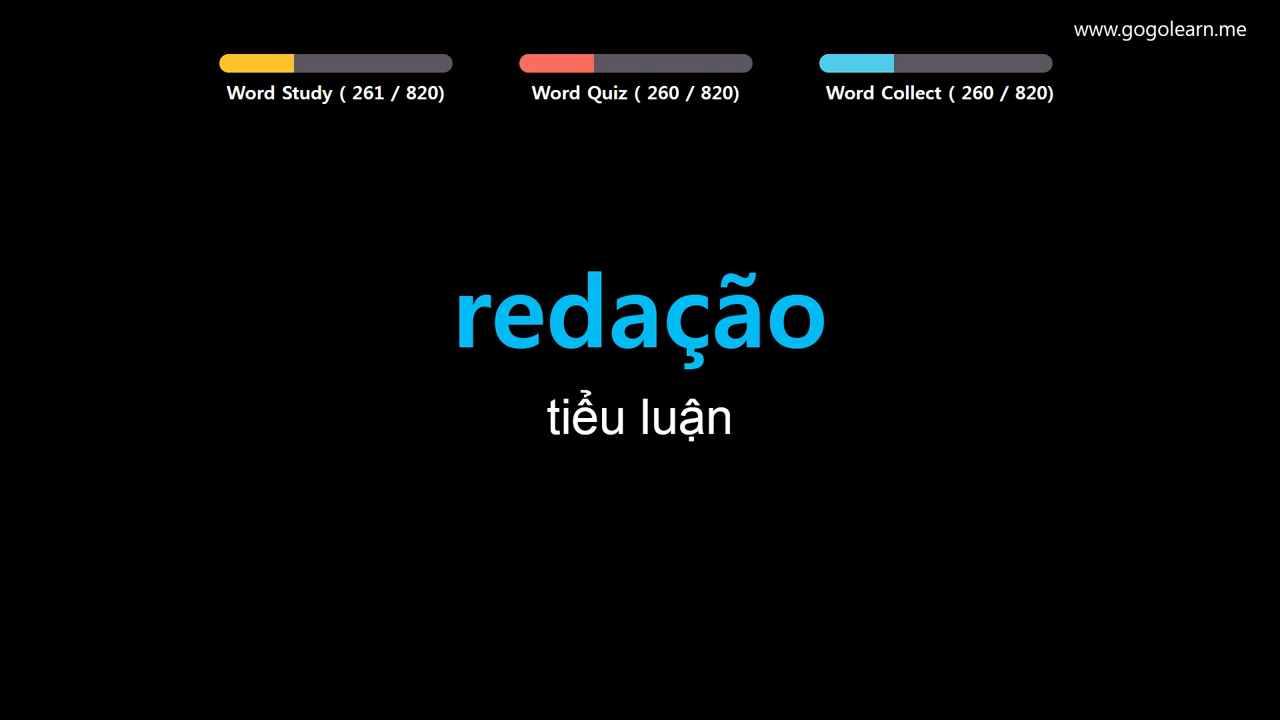 www.gogolearn.me
Word Study ( 261 / 820)
Word Quiz ( 260 / 820)
Word Collect ( 260 / 820)
redação
tiểu luận